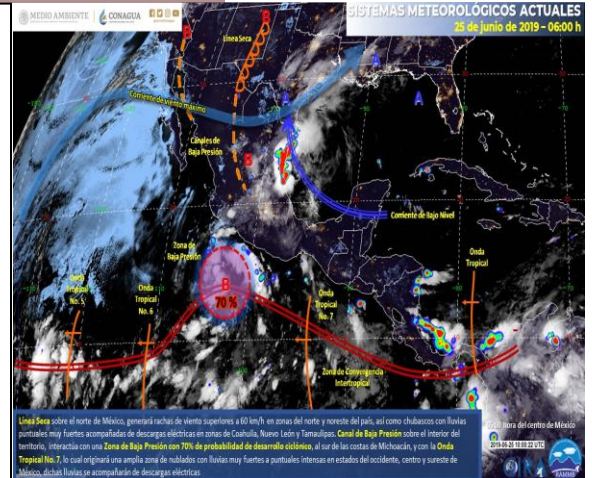 MEDIO AMBIENTE
CONAGUA
SISTEMAS METEOROLÓGICOS ACTUALES
25 de junio de 2019 - 06:00 h
B
B
Línea Seca
A
A
Corriente de viento máximo
A
B
Canales de
Baja Presión
B
Corriente de Bajo Nivel
Zona de
Baja Presión
Onda
Tropical
Onda
Tropical
No. 5
Onda
Tropical
No. 6
B
70 %
Onda
Tropical
No. 7
Zona de Convergencia
Intertropical
Línea Seca sobre el norte de México, generará rachas de viento superiores a 60 km/h en zonas del norte y noreste del país, así como chubascos con lluvias
puntuales muy fuertes acompañadas de descargas eléctricas en zonas de Coahuila, Nuevo León y Tamaulipas. Canal de Baja Presión sobre el interior del
territorio, interactúa con una Zona de Baja Presión con 70% de probabilidad de desarrollo ciclónico, al sur de las costas de Michoacán, y con la Onda
Tropical No. 7, lo cual originará una amplia zona de nublados con lluvias muy fuertes a puntuales intensas en estados del occidente, centro y sureste de
México, dichas lluvias se acompañarán de descargas eléctricas
hora del centro de México
RAMMB